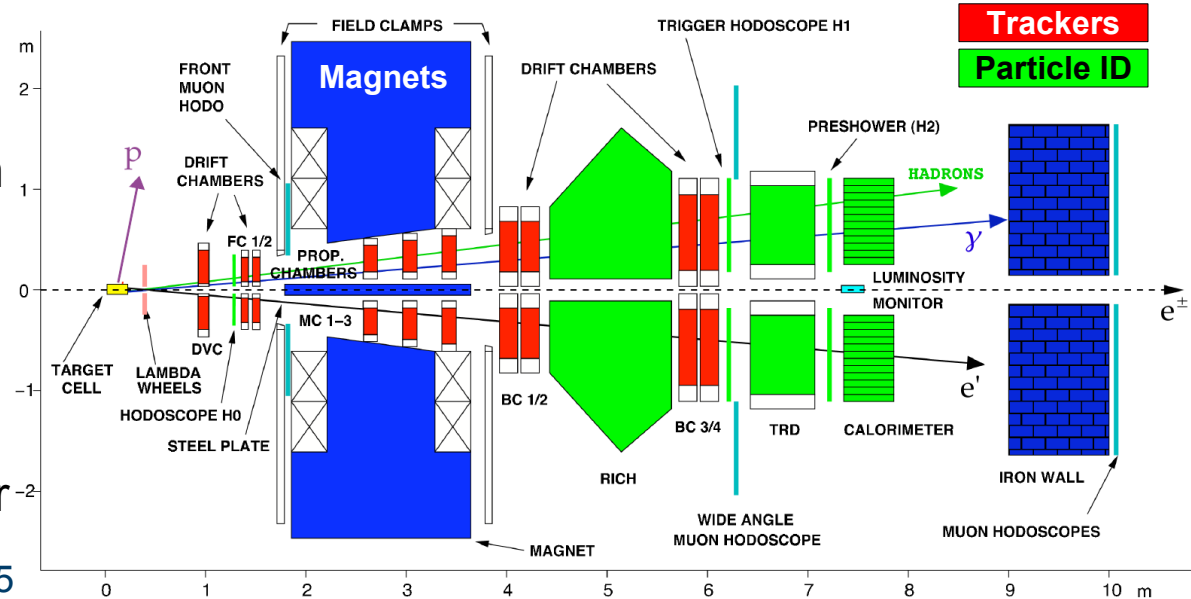 FIELD CLAMPS
TRIGGER HODOSCOPE H1
Trackers
Particle ID
m
FRONT
MUON
HODO
Magnets
DRIFT CHAMBERS
2
PRESHOWER (H2)
p
DRIFT
CHAMBERS
HADRONS
1
FC 1/2
PROP.
CHAMBERS
γ
LUMINOSITY
MONITOR
0
e±
MC 1–3
DVC
TARGET
CELL
LAMBDA
WHEELS
e'
−1
HODOSCOPE H0
BC 1/2
BC 3/4
TRD
CALORIMETER
STEEL PLATE
RICH
IRON WALL
r
−2
WIDE ANGLE
MUON HODOSCOPE
MUON HODOSCOPES
MAGNET
5
0 1 2 3 4 5 6 7 8 9 10 m